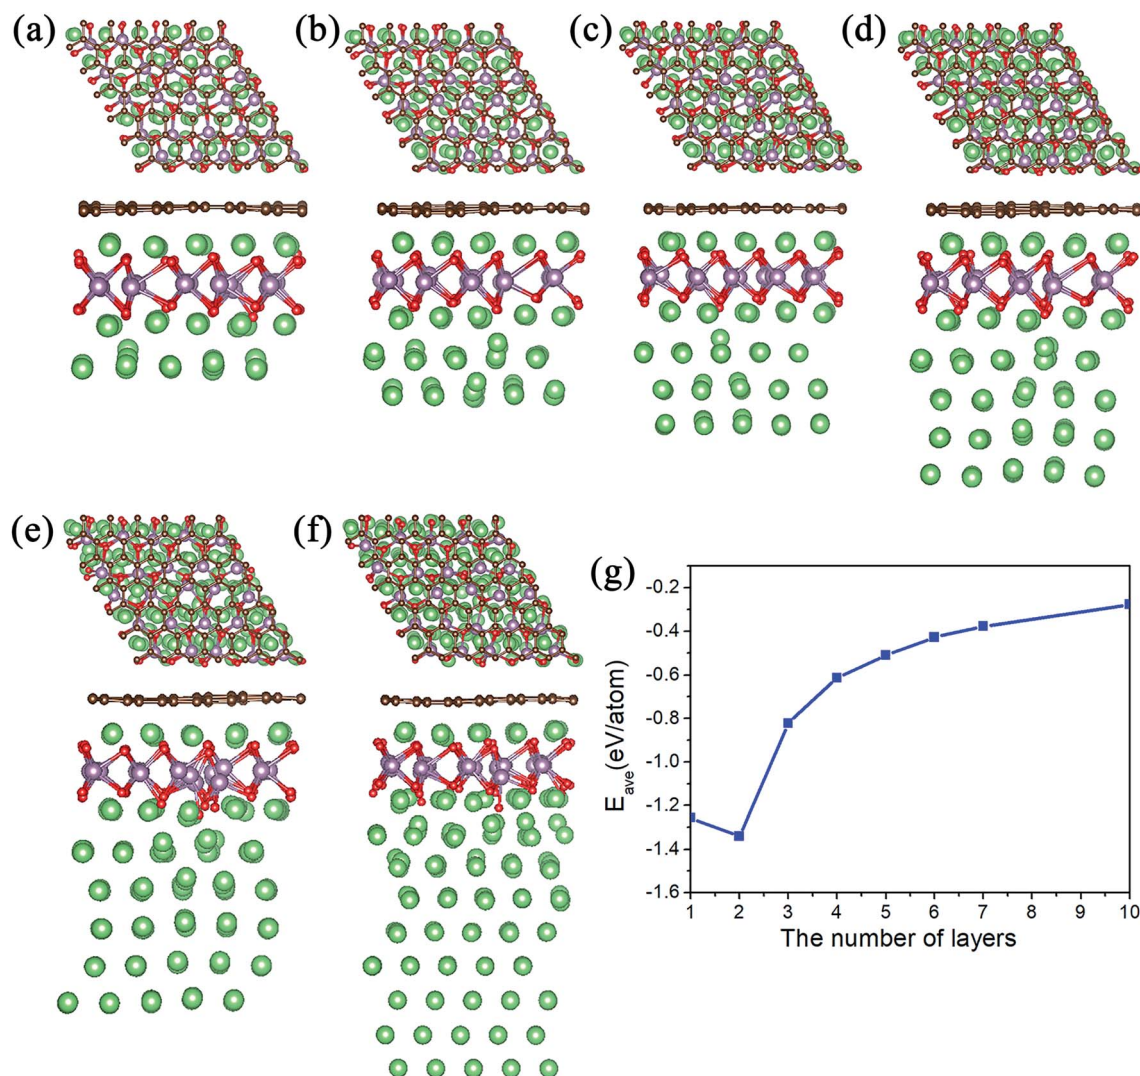 (a)
(b)
(c)
(d)
(e)
(f)
(g)
E_ave(eV/atom)
-0.2
-0.4
-0.6
-0.8
-1.0
-1.2
-1.4
-1.6
1 2 3 4 5 6 7 8 9 10
The number of layers